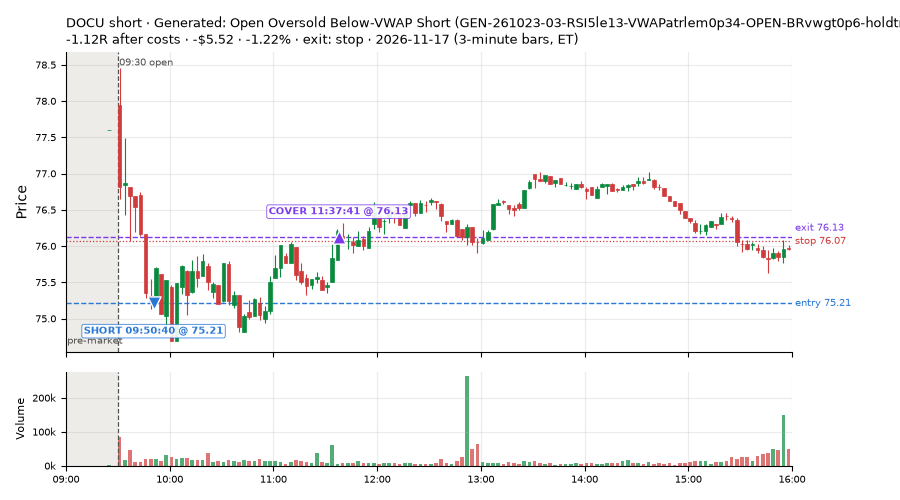 DOCU short · Generated: Open Oversold Below-VWAP Short (GEN-261023-03-RSI5le13-VWAPatrlem0p34-OPEN-BRvwgt0p6-holdtr
-1.12R after costs · -$5.52 · -1.22% · exit: stop · 2026-11-17 (3-minute bars, ET)
09:30 open
78.5
78.0
77.5
77.0
76.5
76.0
75.5
75.0
Price
COVER 11:37:41 @ 76.13
exit 76.13
stop 76.07
entry 75.21
SHORT 09:50:40 @ 75.21
pre-market
Volume
200k
100k
0k
09:00
10:00
11:00
12:00
13:00
14:00
15:00
16:00